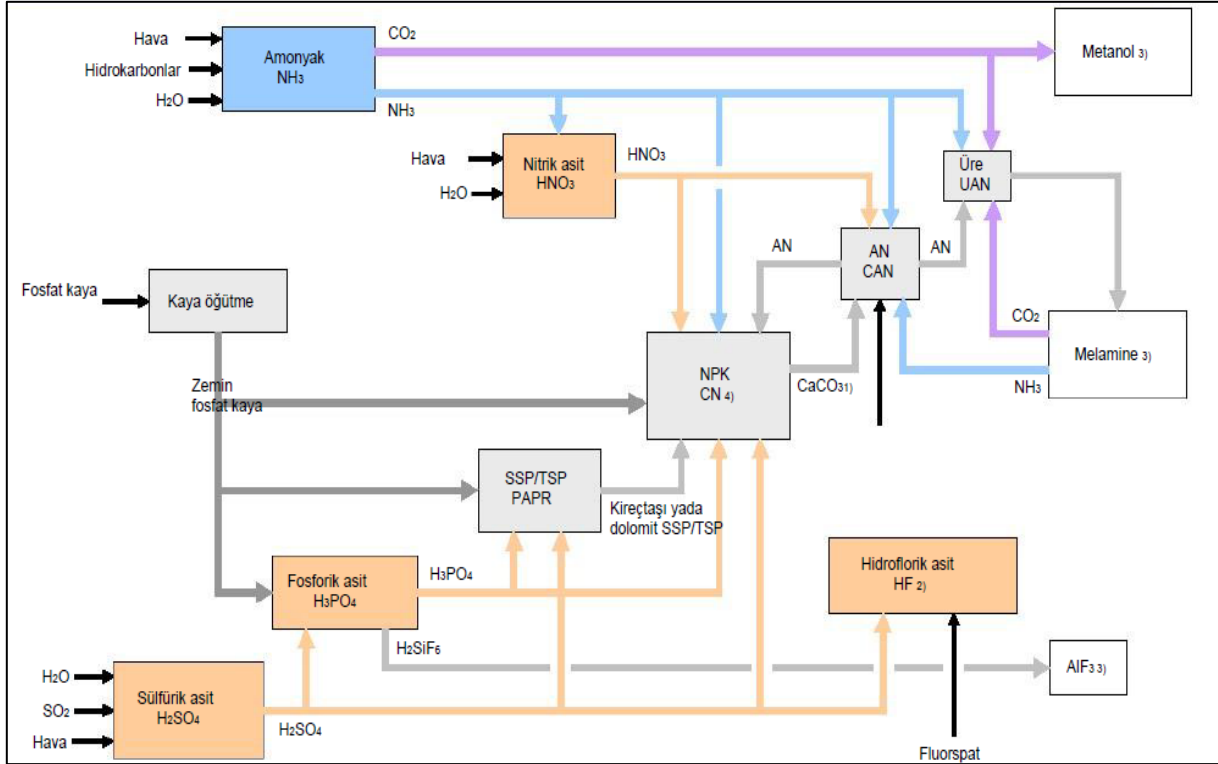 Hava
Hidrokarbonlar
H2O
Amonyak
NH3
CO2
NH3
Metanol 3)
Hava
H2O
Nitrik asit
HNO3
HNO3
Üre
UAN
AN
AN
CAN
AN
Fosfat kaya
Kaya öğütme
CO2
Melamine 3)
NH3
NPK
CN 4)
CaCO31)
Zemin
fosfat kaya
SSP/TSP
PAPR
Kireçtaşı yada
dolomit SSP/TSP
Fosforik asit
H3PO4
H3PO4
Hidroflorik asit
HF 2)
H2SiF6
AlF3 3)
H2O
SO2
Hava
Sülfürik asit
H2SO4
H2SO4
Fluorspat